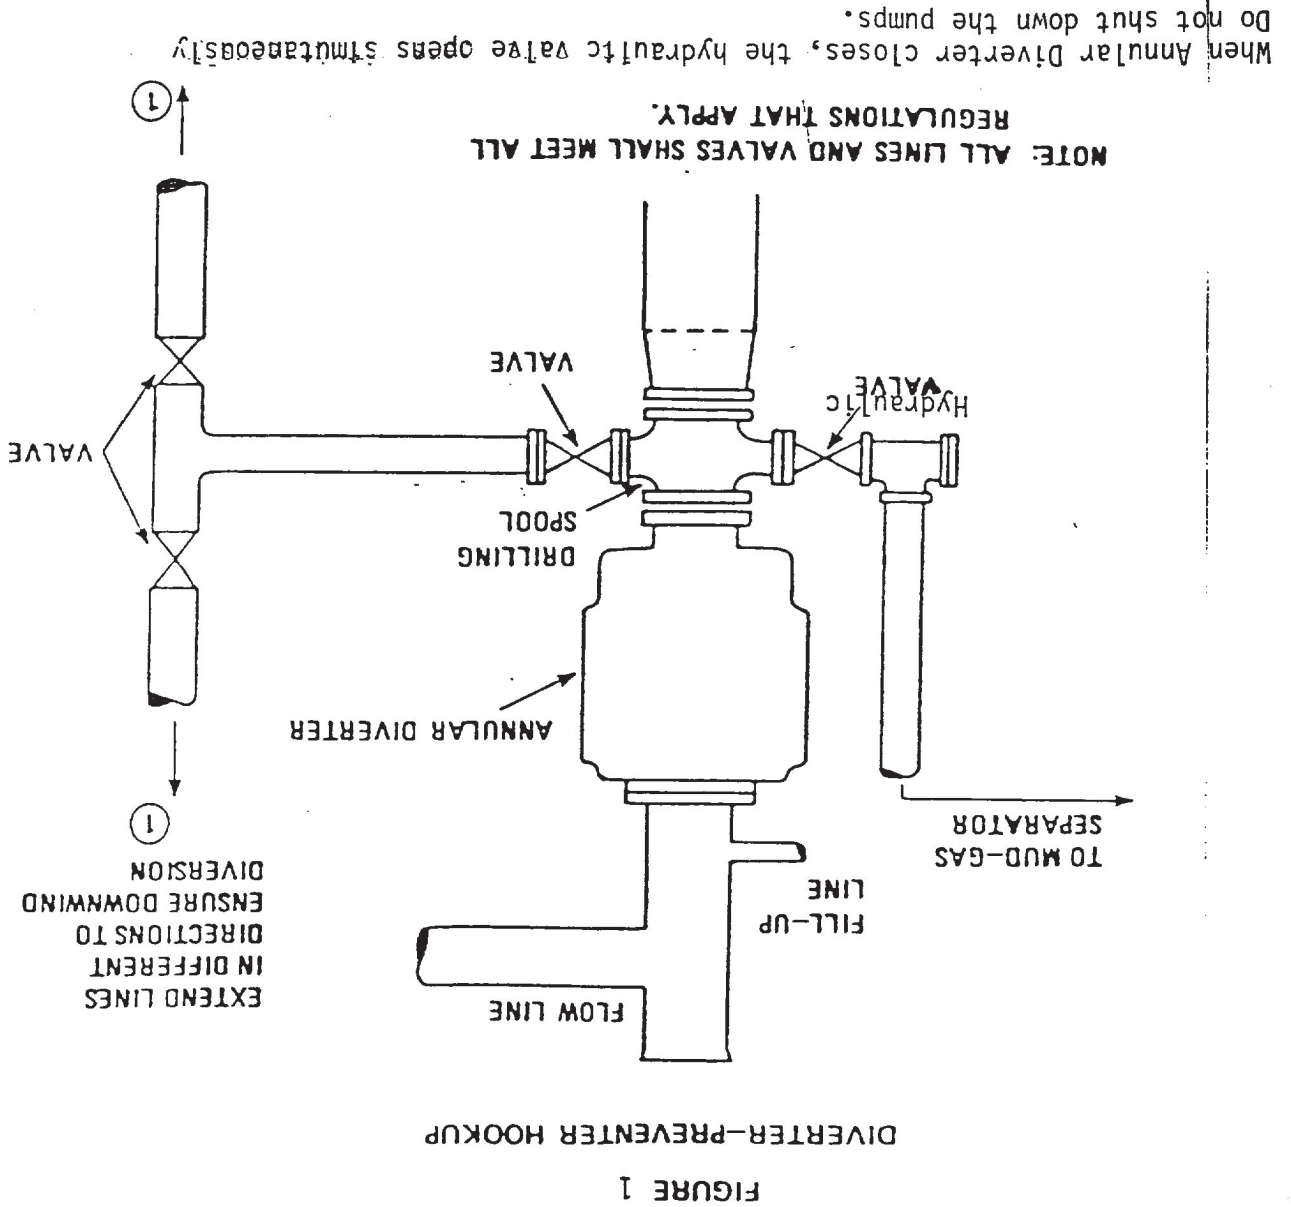 FIGURE 1
DIVERTER-PREVENTER HOOKUP
FLOW LINE
FILL-UP
LINE
TO MUD-GAS
SEPARATOR
EXTEND LINES
IN DIFFERENT
DIRECTIONS TO
ENSURE DOWNWIND
DIVERSION
1
ANNULAR DIVERTER
DRILLING
SPOOL
Hydraulic
VALVE
VALVE
VALVE
1
NOTE: ALL LINES AND VALVES SHALL MEET ALL
REGULATIONS THAT APPLY.
When Annular Diverter closes, the hydraulic valve opens simutaneously
Do not shut down the pumps.